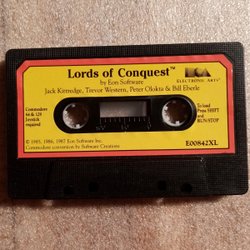 Lords of Conquest™
by Eon Software
Jack Kittredge, Trevor Western, Peter Olotka & Bill Eberle
ELECTRONIC ARTS™
Commodore
64 & 128
Joystick
required
To load:
Press SHIFT
and
RUN/STOP
© 1985, 1986, 1987 Eon Software Inc.
Commodore conversion by Software Creations
E00842XL